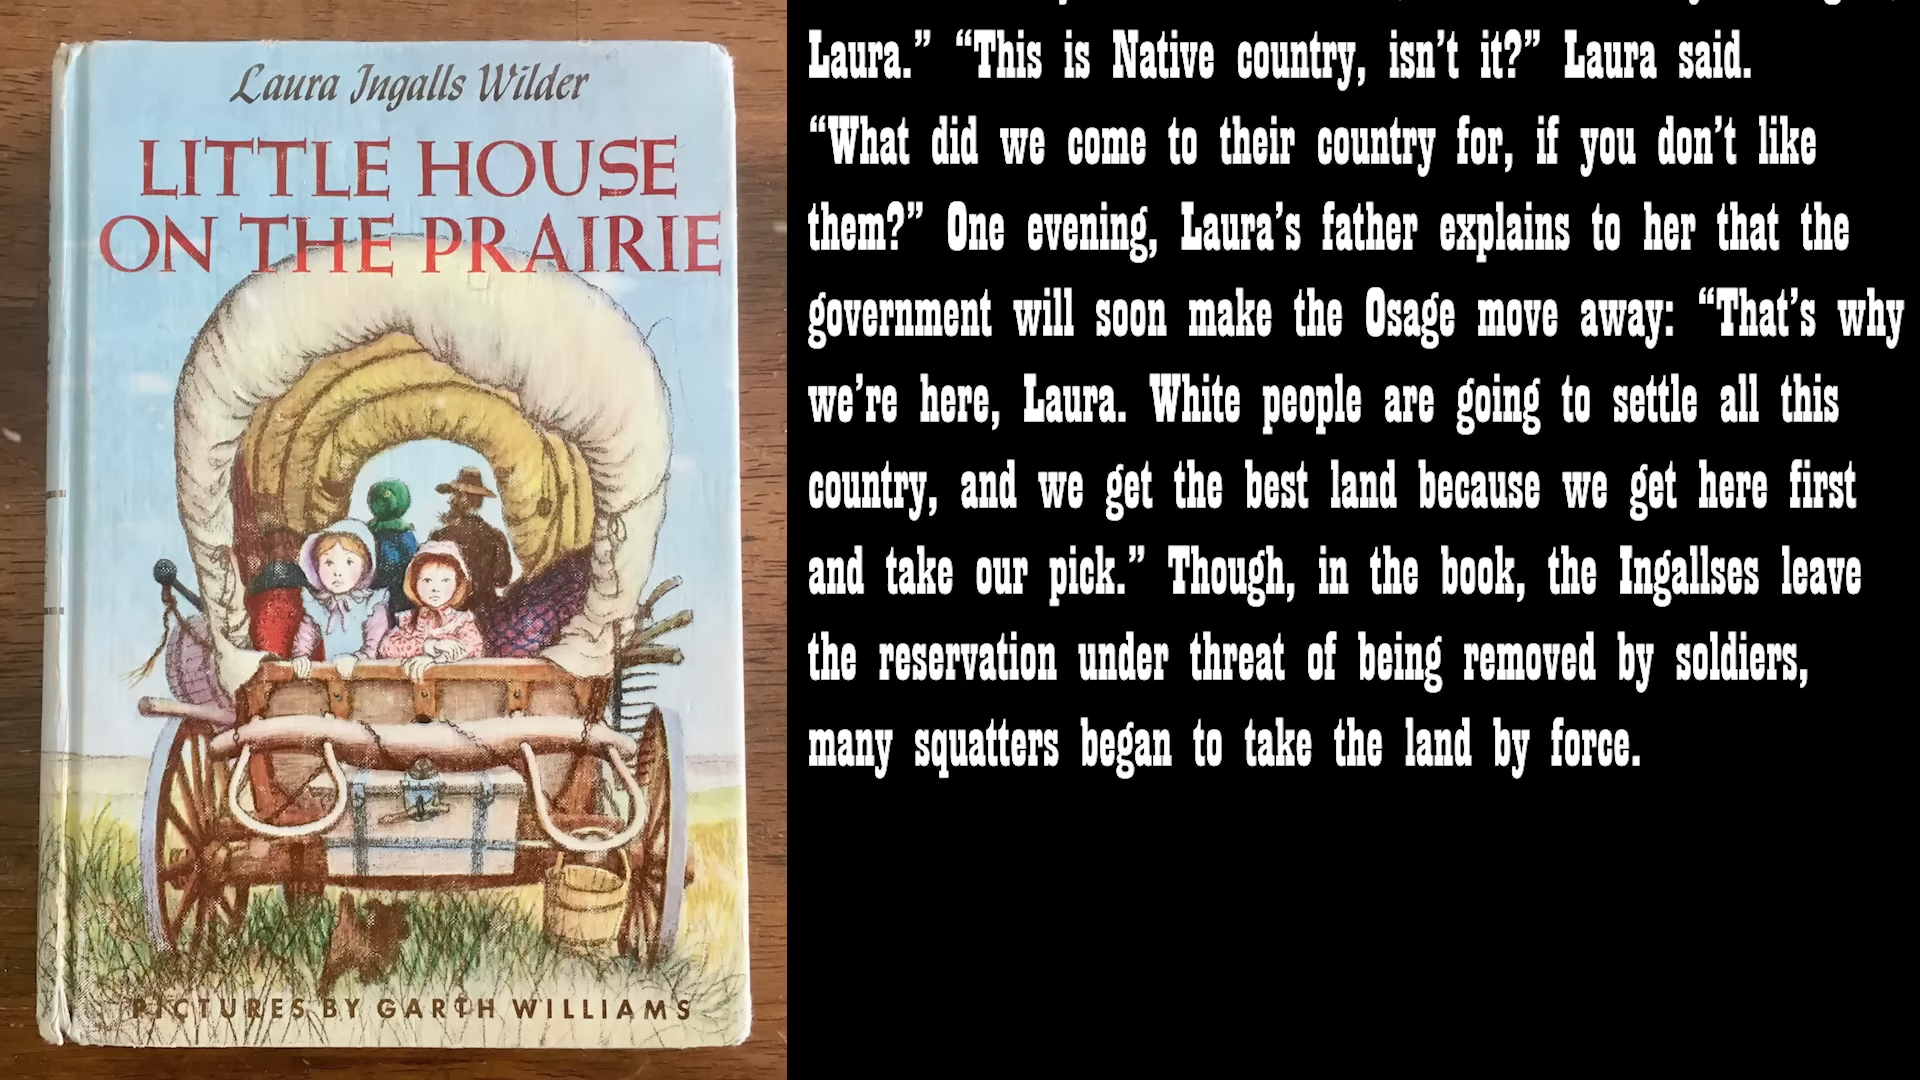 Laura Ingalls Wilder
LITTLE HOUSE
ON THE PRAIRIE
PICTURES BY GARTH WILLIAMS
Laura.” “This is Native country, isn’t it?” Laura said.
“What did we come to their country for, if you don’t like
them?” One evening, Laura’s father explains to her that the
government will soon make the Osage move away: “That’s why
we’re here, Laura. White people are going to settle all this
country, and we get the best land because we get here first
and take our pick.” Though, in the book, the Ingallses leave
the reservation under threat of being removed by soldiers,
many squatters began to take the land by force.